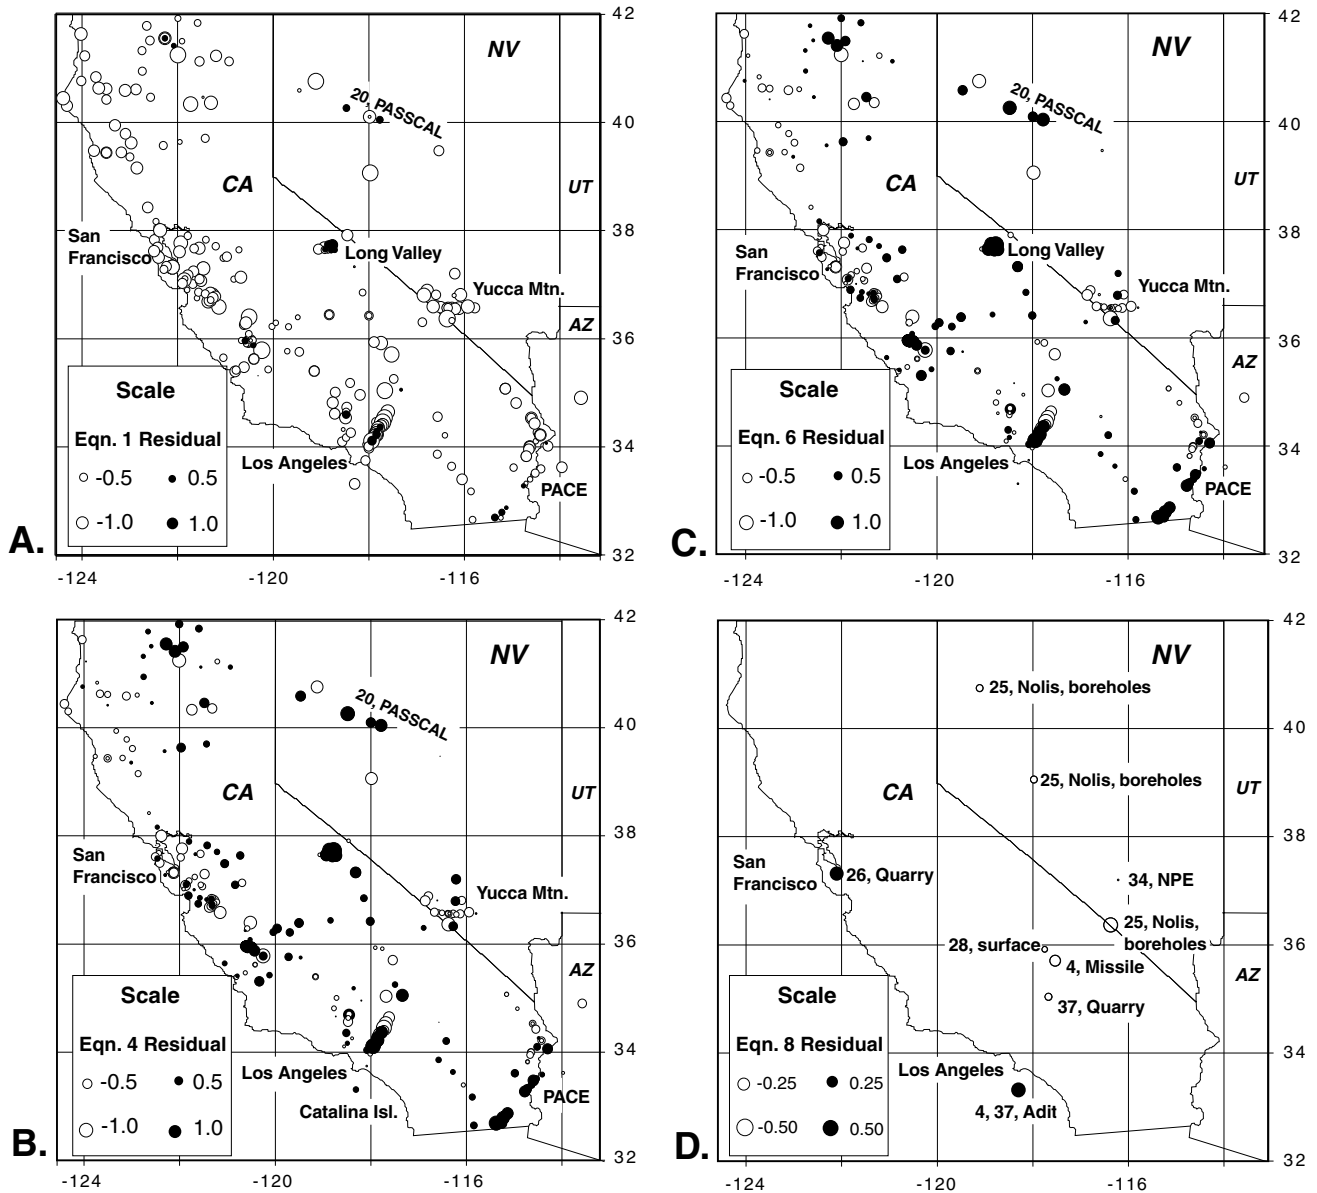 42
NV
20, PASSCAL
40
CA
UT
38
San
Francisco
Long Valley
Yucca Mtn.
AZ
36
Scale
Eqn. 1 Residual
-0.5
0.5
-1.0
1.0
34
Los Angeles
PACE
A.
32
-124
-120
-116
42
NV
20, PASSCAL
40
CA
UT
38
San
Francisco
Long Valley
Yucca Mtn.
36
AZ
Scale
Eqn. 6 Residual
-0.5
0.5
-1.0
1.0
34
Los Angeles
PACE
C.
32
-124
-120
-116
42
NV
20, PASSCAL
40
CA
UT
38
San
Francisco
Yucca Mtn.
36
AZ
Scale
Eqn. 4 Residual
-0.5
0.5
-1.0
1.0
34
Los Angeles
Catalina Isl.
PACE
B.
32
-124
-120
-116
42
NV
25, Nolis, boreholes
40
25, Nolis, boreholes
CA
UT
38
San
Francisco
26, Quarry
34, NPE
25, Nolis,
boreholes
28, surface
36
4, Missile
AZ
37, Quarry
Scale
Eqn. 8 Residual
-0.25
0.25
-0.50
0.50
34
Los Angeles
4, 37, Adit
D.
32
-124
-120
-116